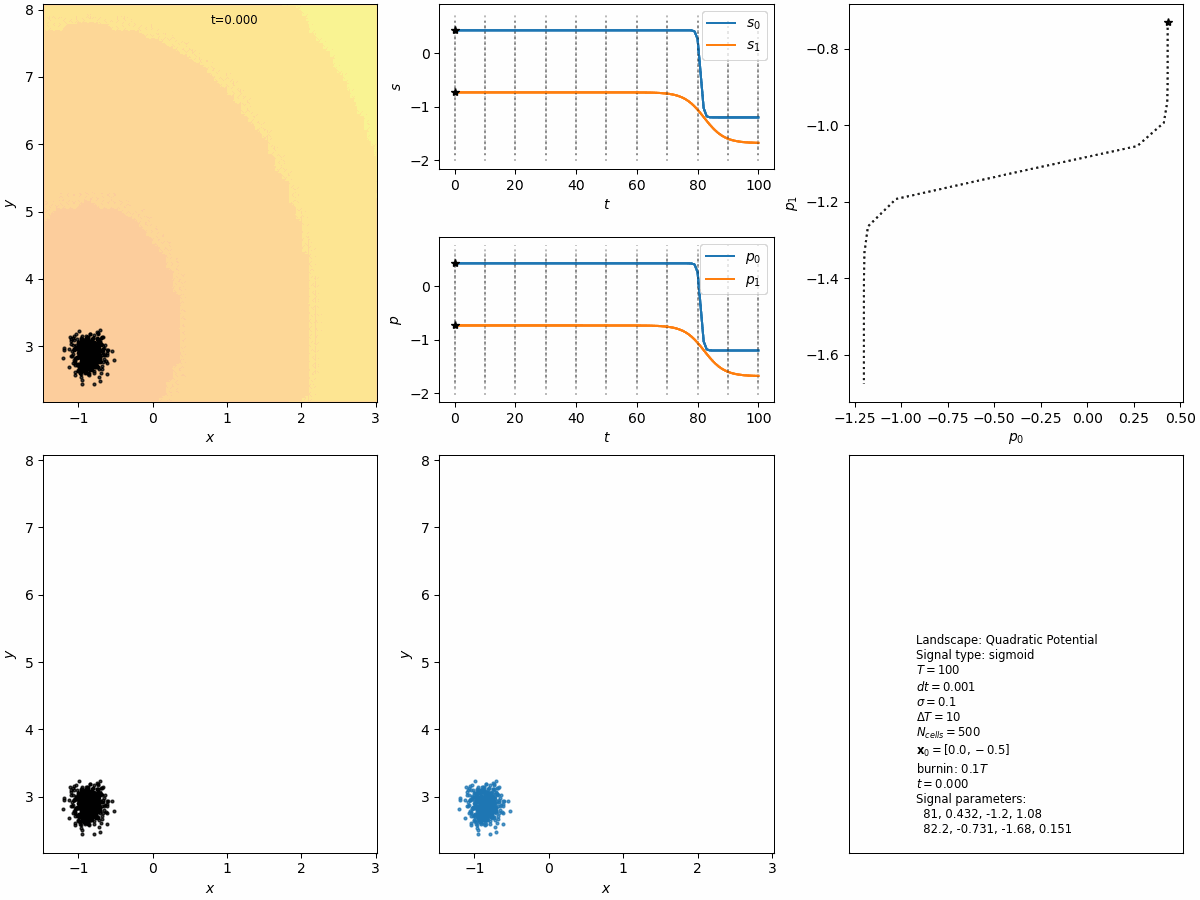 t=0.000
8
7
6
5
4
3
y
−1
0
1
2
3
x
s₀
s₁
0
−1
−2
s
0
20
40
60
80
100
t
p₀
p₁
0
−1
−2
p
0
20
40
60
80
100
t
−0.8
−1.0
−1.2
−1.4
−1.6
p₁
−1.25
−1.00
−0.75
−0.50
−0.25
0.00
0.25
0.50
p₀
8
7
6
5
4
3
y
−1
0
1
2
3
x
8
7
6
5
4
3
y
−1
0
1
2
3
x
Landscape: Quadratic Potential
Signal type: sigmoid
T = 100
dt = 0.001
σ = 0.1
ΔT = 10
N_cells = 500
x₀ = [0.0, −0.5]
burnin: 0.1T
t = 0.000
Signal parameters:
81, 0.432, -1.2, 1.08
82.2, -0.731, -1.68, 0.151